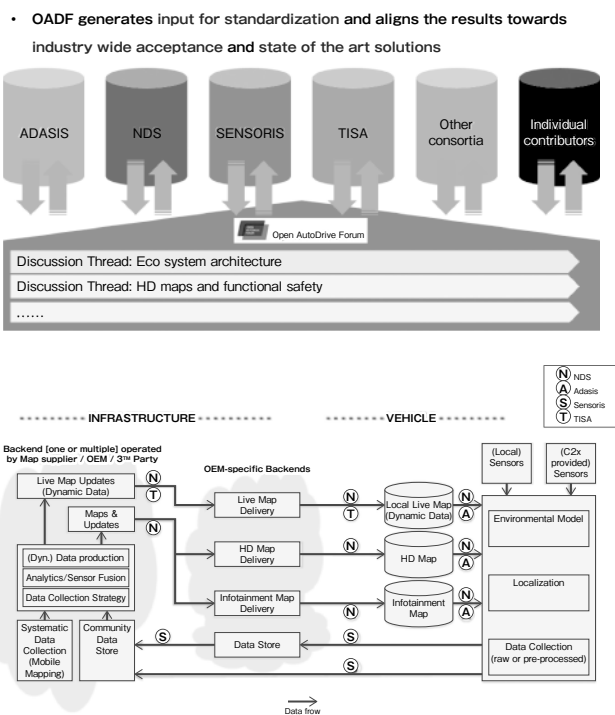 • OADF generates input for standardization and aligns the results towards
industry wide acceptance and state of the art solutions
ADASIS
NDS
SENSORIS
TISA
Other
consortia
Individual
contributors
Open AutoDrive Forum
Discussion Thread: Eco system architecture
Discussion Thread: HD maps and functional safety
......
N NDS
A Adasis
S Sensoris
T TISA
INFRASTRUCTURE
VEHICLE
Backend [one or multiple] operated
by Map supplier / OEM / 3TH Party
OEM-specific Backends
(Local)
Sensors
(C2x
provided)
Sensors
Live Map Updates
(Dynamic Data)
N
T
Live Map
Delivery
N
T
Local Live Map
(Dynamic Data)
N
A
Environmental Model
Maps &
Updates
N
HD Map
Delivery
N
HD Map
N
A
(Dyn.) Data production
Analytics/Sensor Fusion
Data Collection Strategy
Infotainment Map
Delivery
N
Infotainment
Map
N
A
Localization
Systematic
Data
Collection
(Mobile
Mapping)
Community
Data
Store
S
Data Store
S
S
Data Collection
(raw or pre-processed)
Data frow